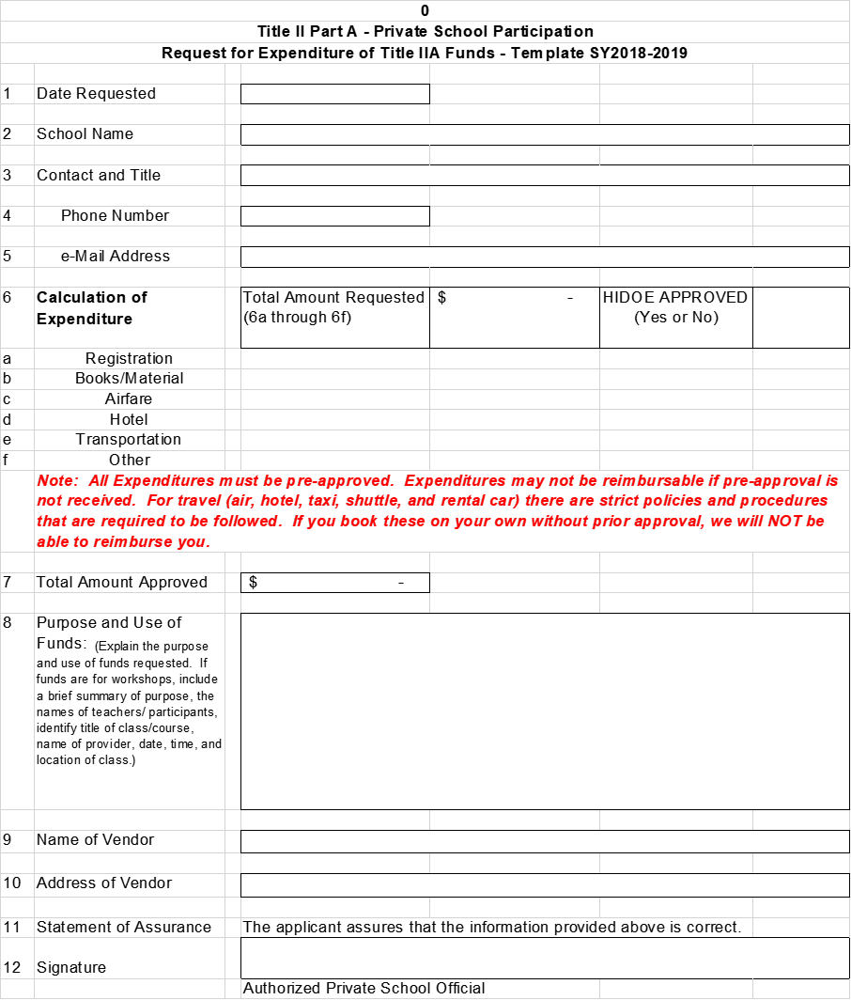 0
Title II Part A - Private School Participation
Request for Expenditure of Title IIA Funds - Template SY2018-2019
1 Date Requested
2 School Name
3 Contact and Title
4 Phone Number
5 e-Mail Address
6 Calculation of Expenditure Total Amount Requested (6a through 6f) $ - HIDOE APPROVED (Yes or No)
a Registration
b Books/Material
c Airfare
d Hotel
e Transportation
f Other
Note:  All Expenditures must be pre-approved.  Expenditures may not be reimbursable if pre-approval is
not received.  For travel (air, hotel, taxi, shuttle, and rental car) there are strict policies and procedures
that are required to be followed.  If you book these on your own without prior approval, we will NOT be
able to reimburse you.
7 Total Amount Approved $ -
8 Purpose and Use of
Funds:  (Explain the purpose
and use of funds requested.  If
funds are for workshops, include
a brief summary of purpose, the
names of teachers/ participants,
identify title of class/course,
name of provider, date, time, and
location of class.)
9 Name of Vendor
10 Address of Vendor
11 Statement of Assurance The applicant assures that the information provided above is correct.
12 Signature
Authorized Private School Official